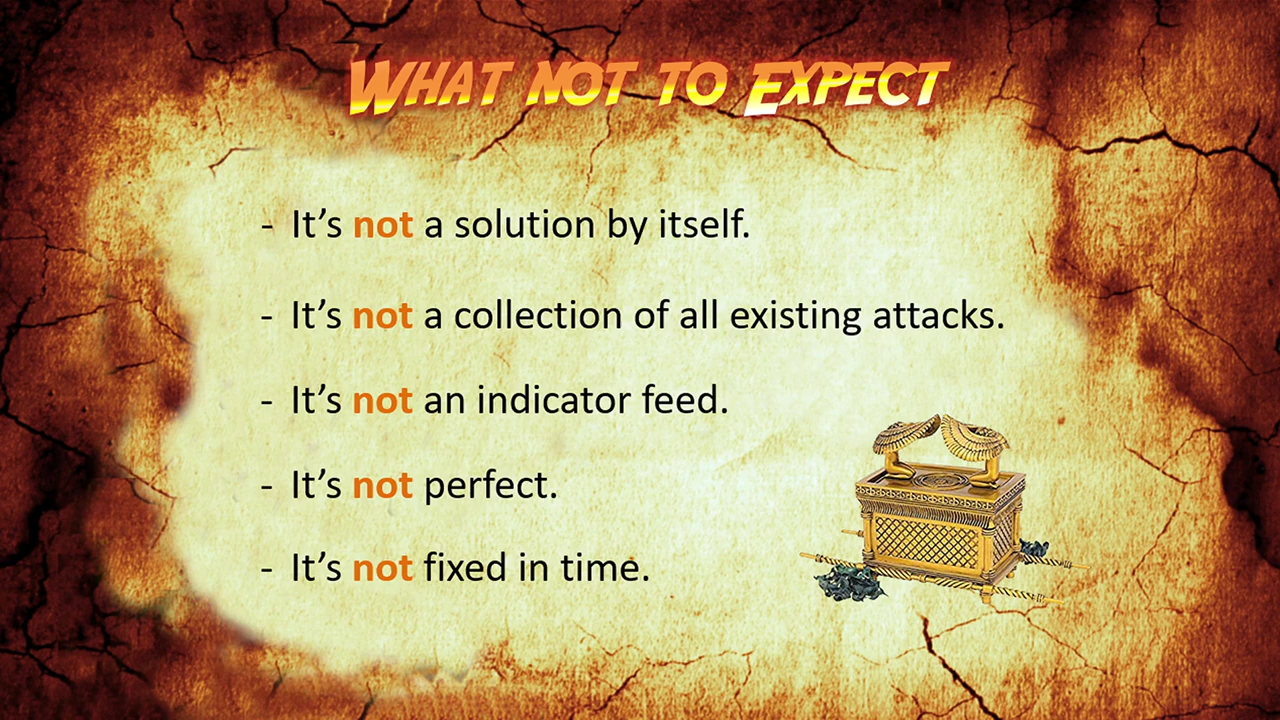 What not to Expect
- It’s not a solution by itself.
- It’s not a collection of all existing attacks.
- It’s not an indicator feed.
- It’s not perfect.
- It’s not fixed in time.